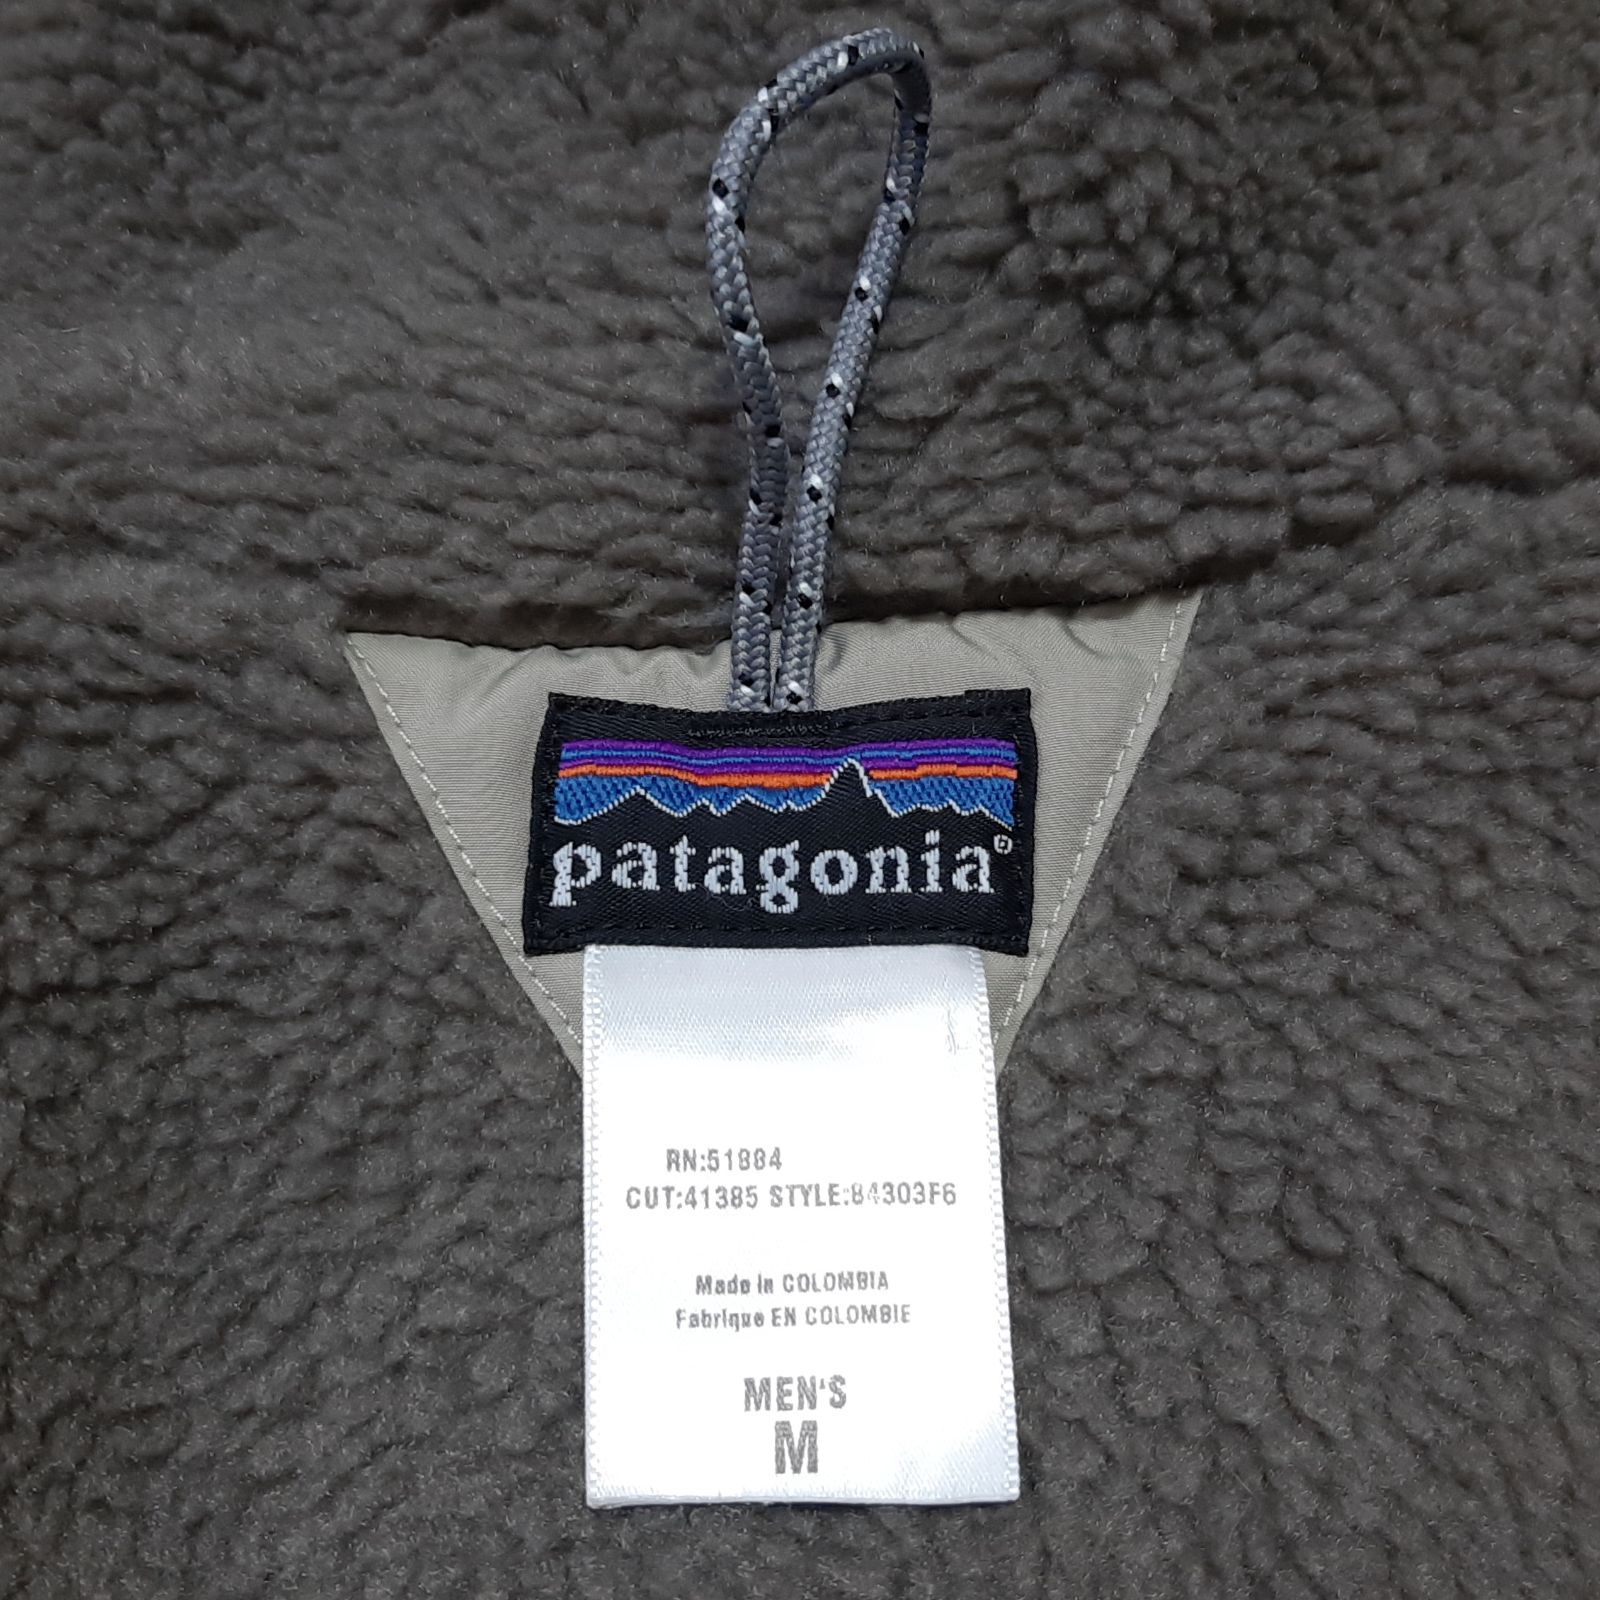 patagonia®
RN:51884
CUT:41385 STYLE:84303F6
Made in COLOMBIA
Fabrique EN COLOMBIE
MEN'S
M